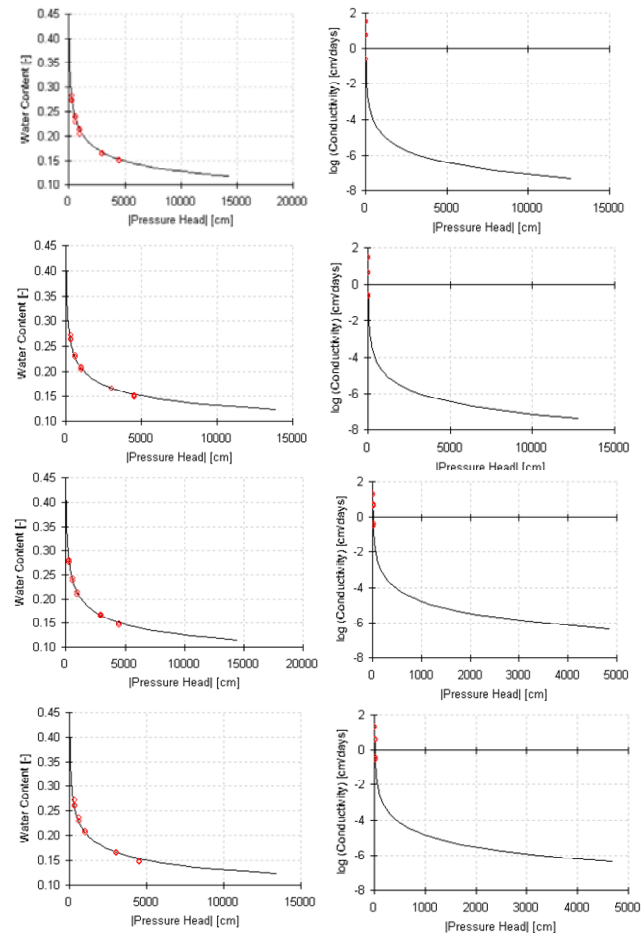 Water Content [-]
0.45
0.40
0.35
0.30
0.25
0.20
0.15
0.10
0 5000 10000 15000 20000
|Pressure Head| [cm]
log (Conductivity) [cm/days]
2
0
-2
-4
-6
-8
0 5000 10000 15000
|Pressure Head| [cm]
Water Content [-]
0.45
0.40
0.35
0.30
0.25
0.20
0.15
0.10
0 5000 10000 15000
|Pressure Head| [cm]
log (Conductivity) [cm/days]
2
0
-2
-4
-6
-8
0 5000 10000 15000
|Pressure Head| [cm]
Water Content [-]
0.45
0.40
0.35
0.30
0.25
0.20
0.15
0.10
0 5000 10000 15000 20000
|Pressure Head| [cm]
log (Conductivity) [cm/days]
2
0
-2
-4
-6
-8
0 1000 2000 3000 4000 5000
|Pressure Head| [cm]
Water Content [-]
0.45
0.40
0.35
0.30
0.25
0.20
0.15
0.10
0 5000 10000 15000
|Pressure Head| [cm]
log (Conductivity) [cm/days]
2
0
-2
-4
-6
-8
0 1000 2000 3000 4000 5000
|Pressure Head| [cm]